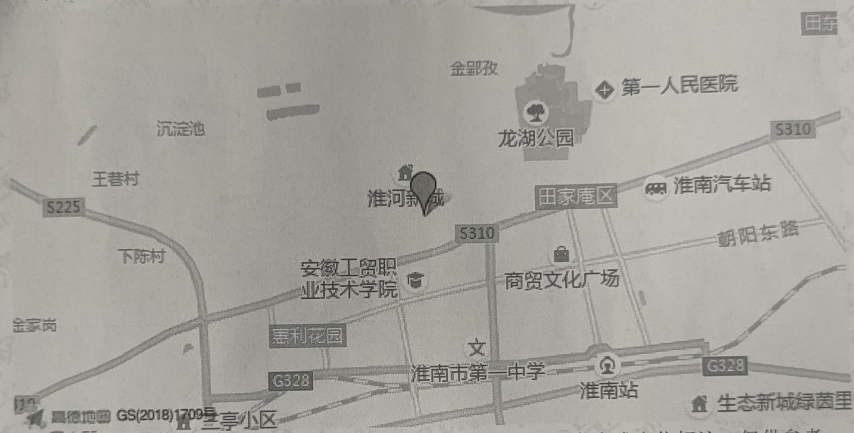 田东
金郢孜
第一人民医院
龙湖公园
沉淀池
S310
王巷村
淮河新城
田家庵区
淮南汽车站
S225
S310
朝阳东路
下陈村
安徽工贸职
业技术学院
商贸文化广场
金家岗
惠利花园
淮南市第一中学
G328
淮南站
G328
生态新城绿茵里
高德地图 GS(2018)1709号
三亭小区